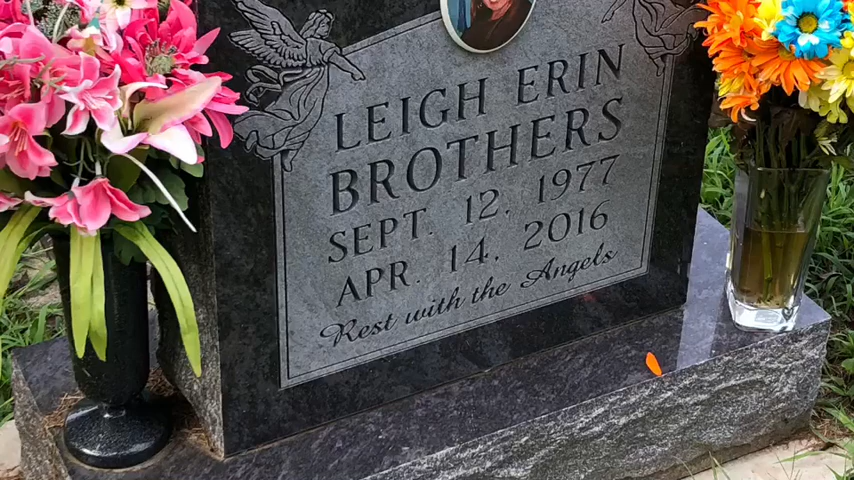 LEIGH ERIN
BROTHERS
SEPT. 12, 1977
APR. 14, 2016
Rest with the Angels